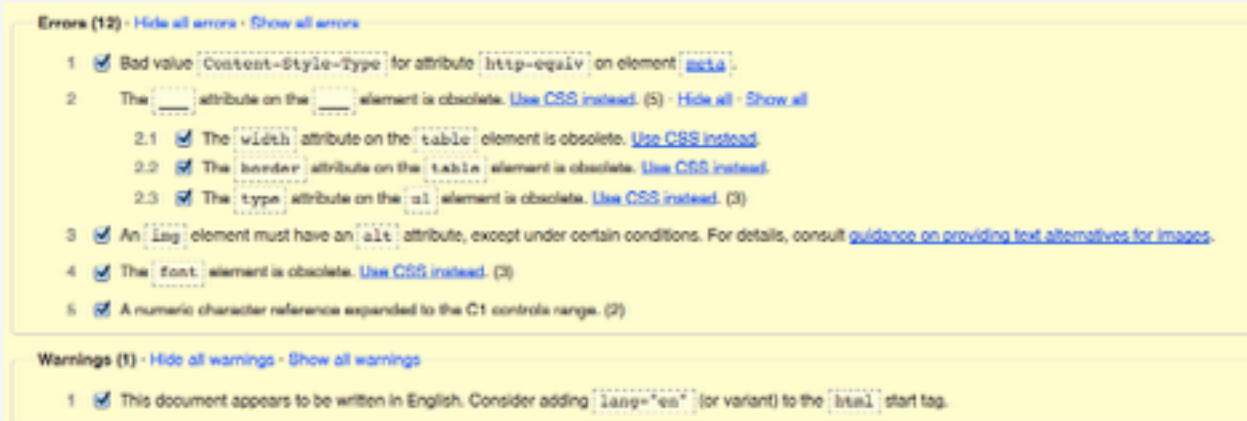 Errors (12) · Hide all errors · Show all errors
1 Bad value Content-Style-Type for attribute http-equiv on element meta.
2 The ___ attribute on the ___ element is obsolete. Use CSS instead. (5) · Hide all · Show all
2.1 The width attribute on the table element is obsolete. Use CSS instead.
2.2 The border attribute on the table element is obsolete. Use CSS instead.
2.3 The type attribute on the ul element is obsolete. Use CSS instead. (3)
3 An img element must have an alt attribute, except under certain conditions. For details, consult guidance on providing text alternatives for images.
4 The font element is obsolete. Use CSS instead. (3)
5 A numeric character reference expanded to the C1 controls range. (2)
Warnings (1) · Hide all warnings · Show all warnings
1 This document appears to be written in English. Consider adding lang="en" (or variant) to the html start tag.